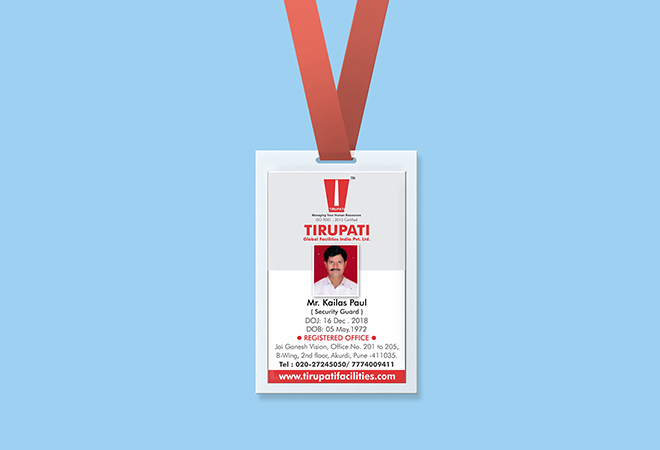 TM
TIRUPATI
Managing Your Human Resources
ISO 9001 : 2015 Certified
TIRUPATI
Global Facilities India Pvt. Ltd.
Mr. Kailas Paul
( Security Guard )
DOJ: 16 Dec . 2018
DOB: 05 May.1972
● REGISTERED OFFICE ●
Jai Ganesh Vision, Office No. 201 to 205,
B-Wing, 2nd floor, Akurdi, Pune -411035.
Tel : 020-27245050/ 7774009411
www.tirupatifacilities.com